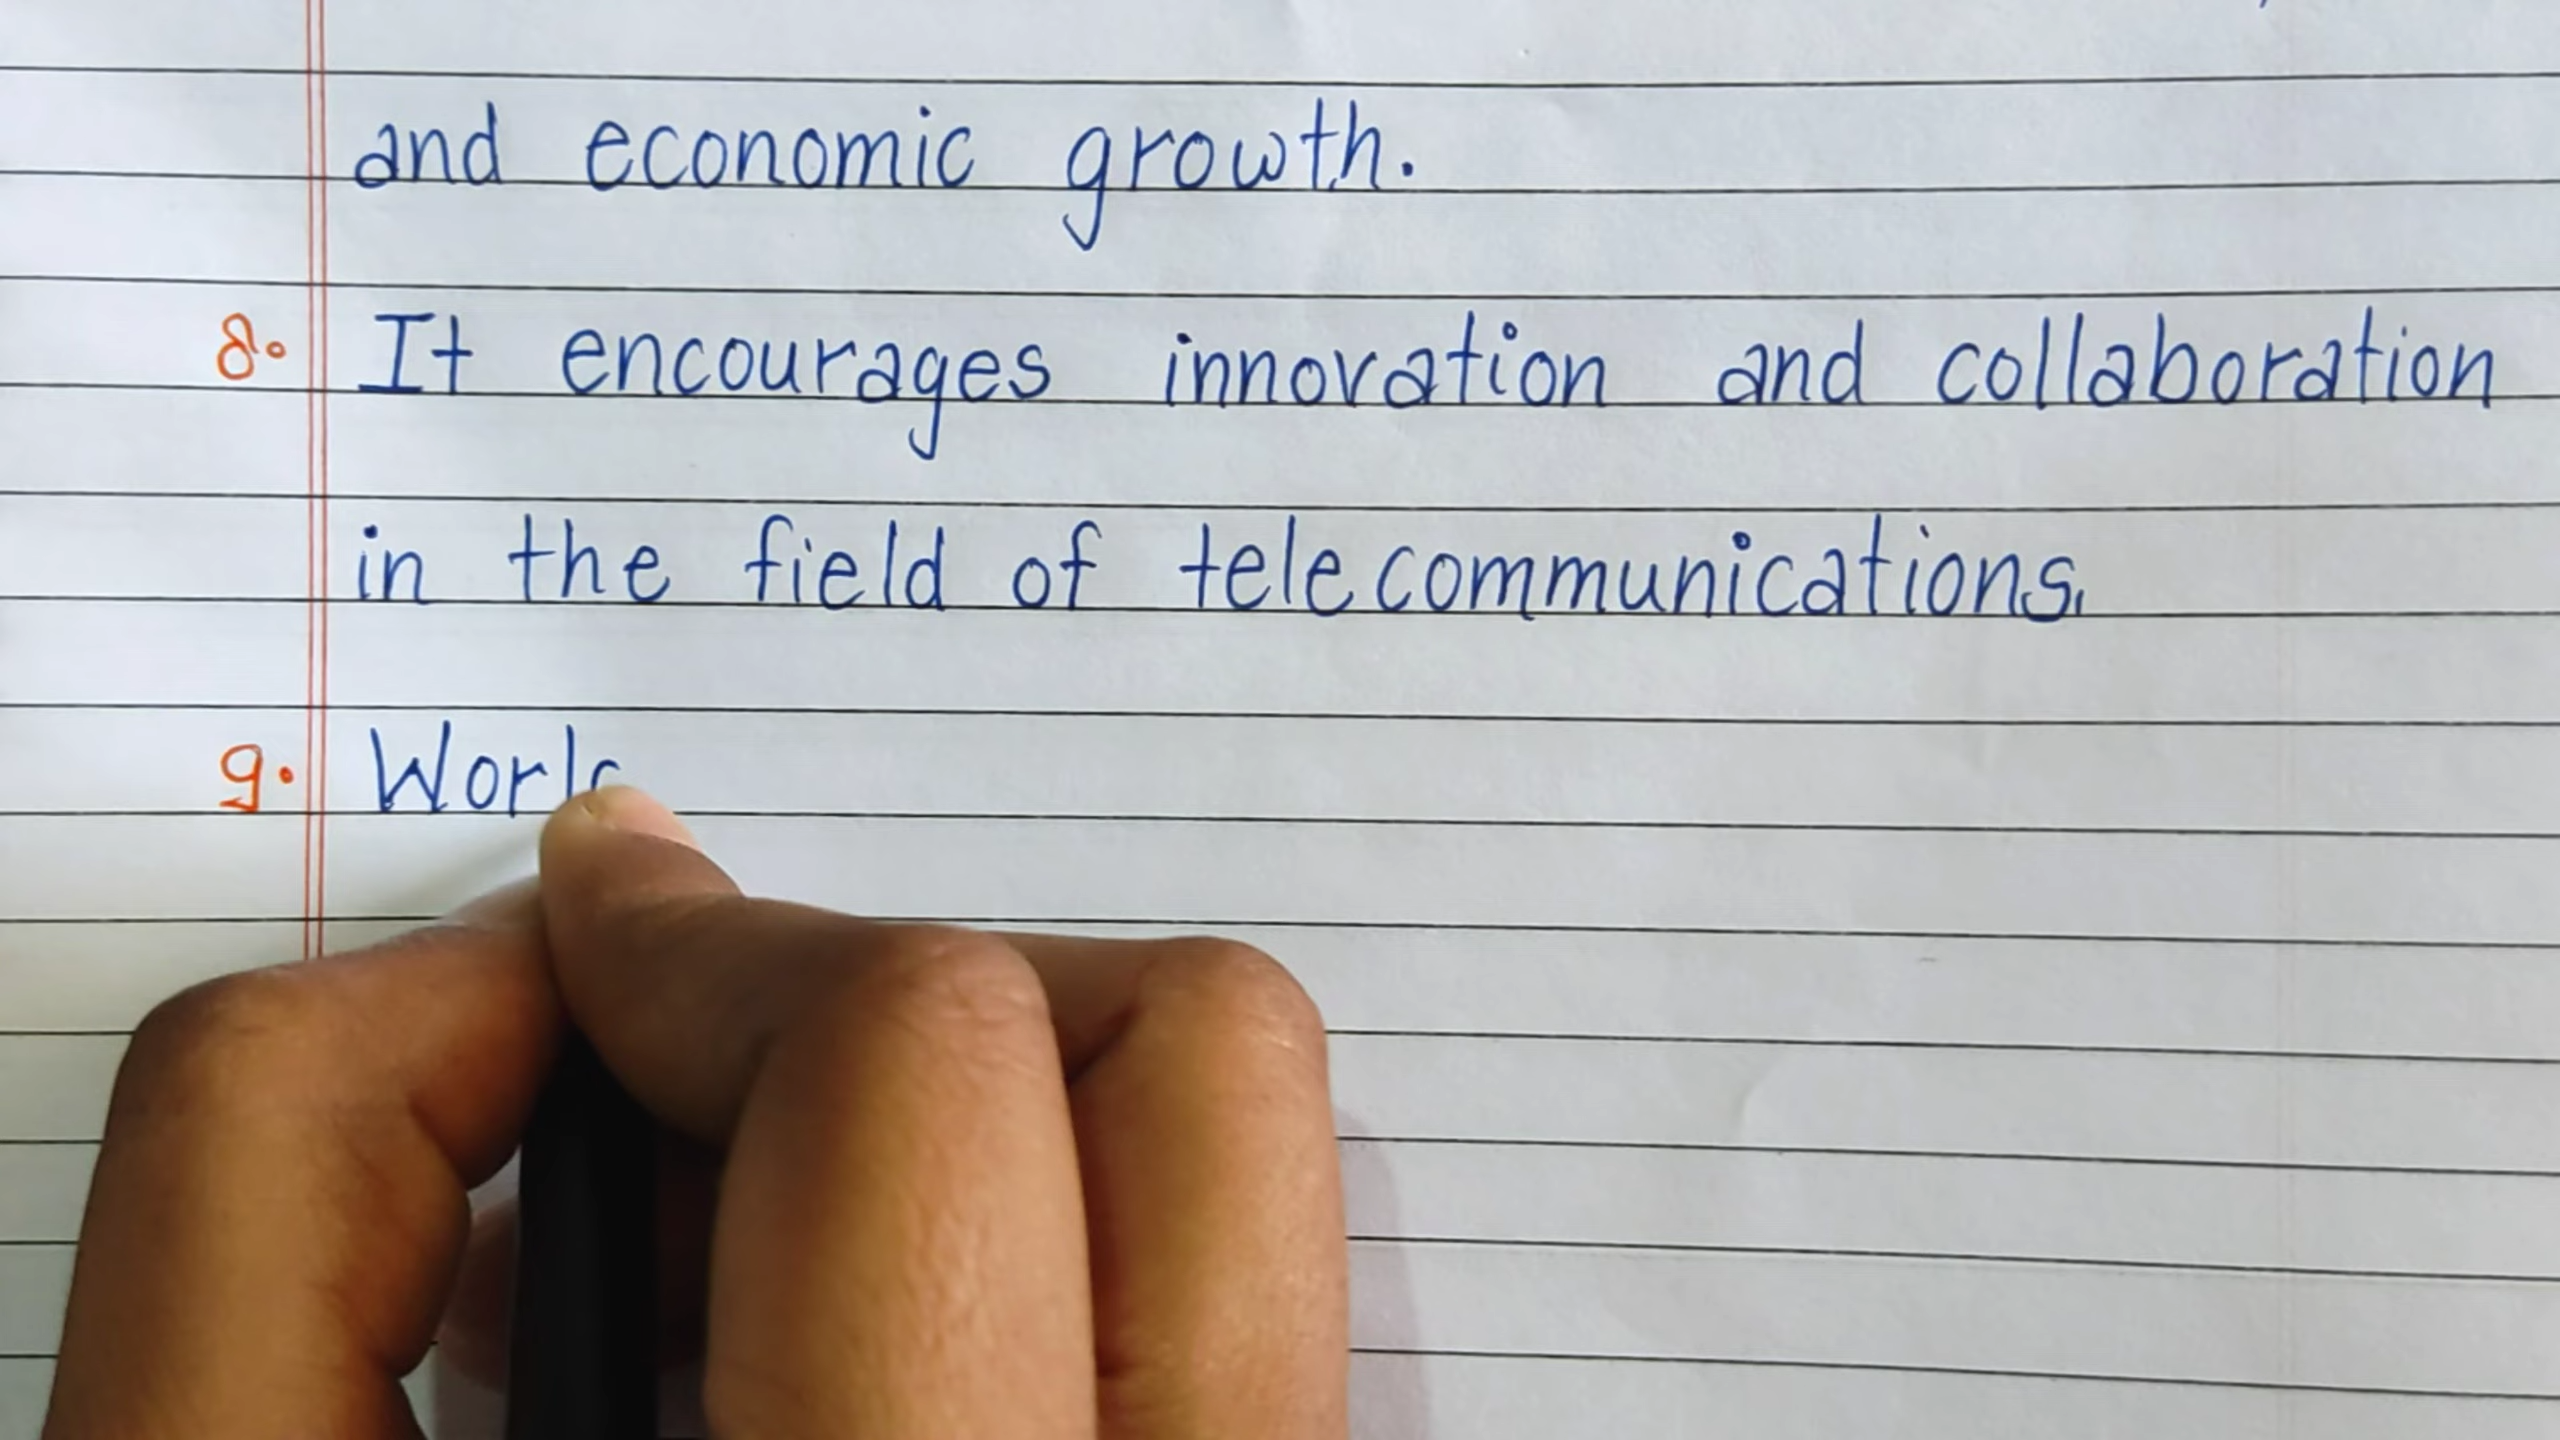 and economic growth.
8. It encourages innovation and collaboration
in the field of telecommunications.
9.